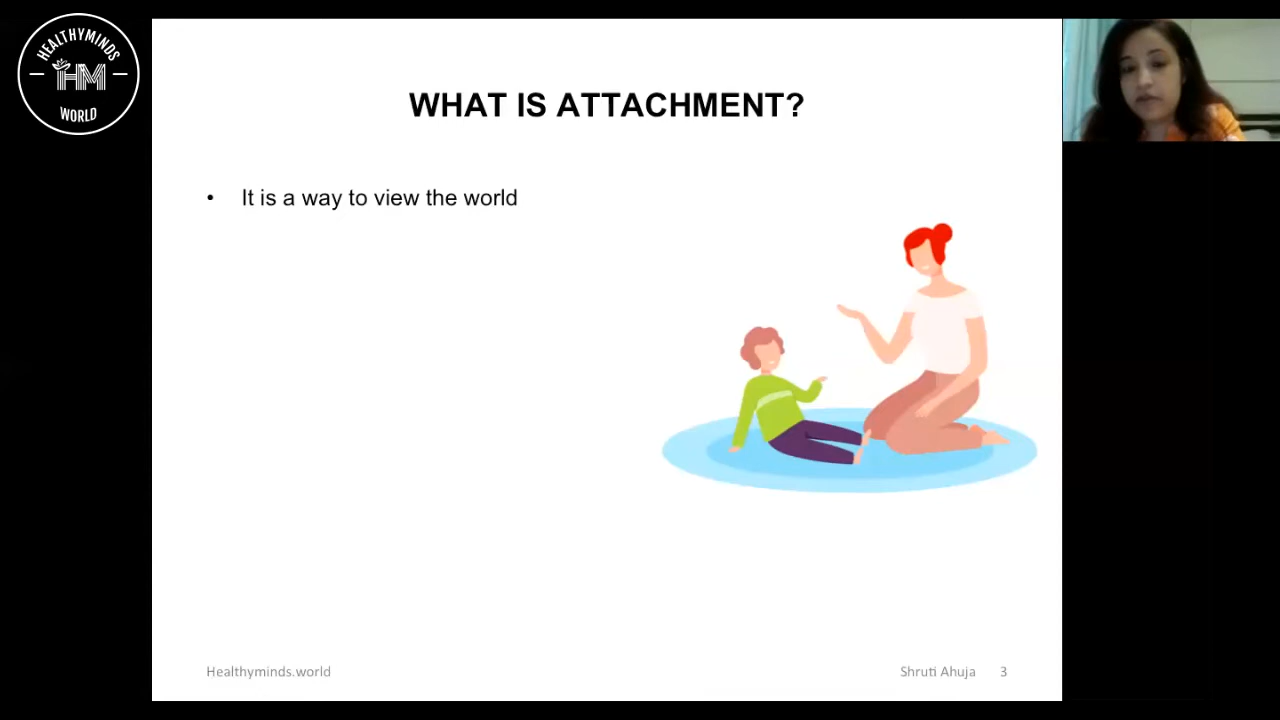 HEALTHYMINDS
HM
WORLD
WHAT IS ATTACHMENT?
• It is a way to view the world
Healthyminds.world
Shruti Ahuja 3